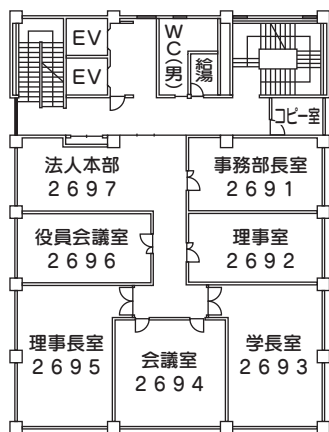 EV
EV
WC(男)
給湯
コピー室
法人本部
2697
事務部長室
2691
役員会議室
2696
理事室
2692
理事長室
2695
会議室
2694
学長室
2693